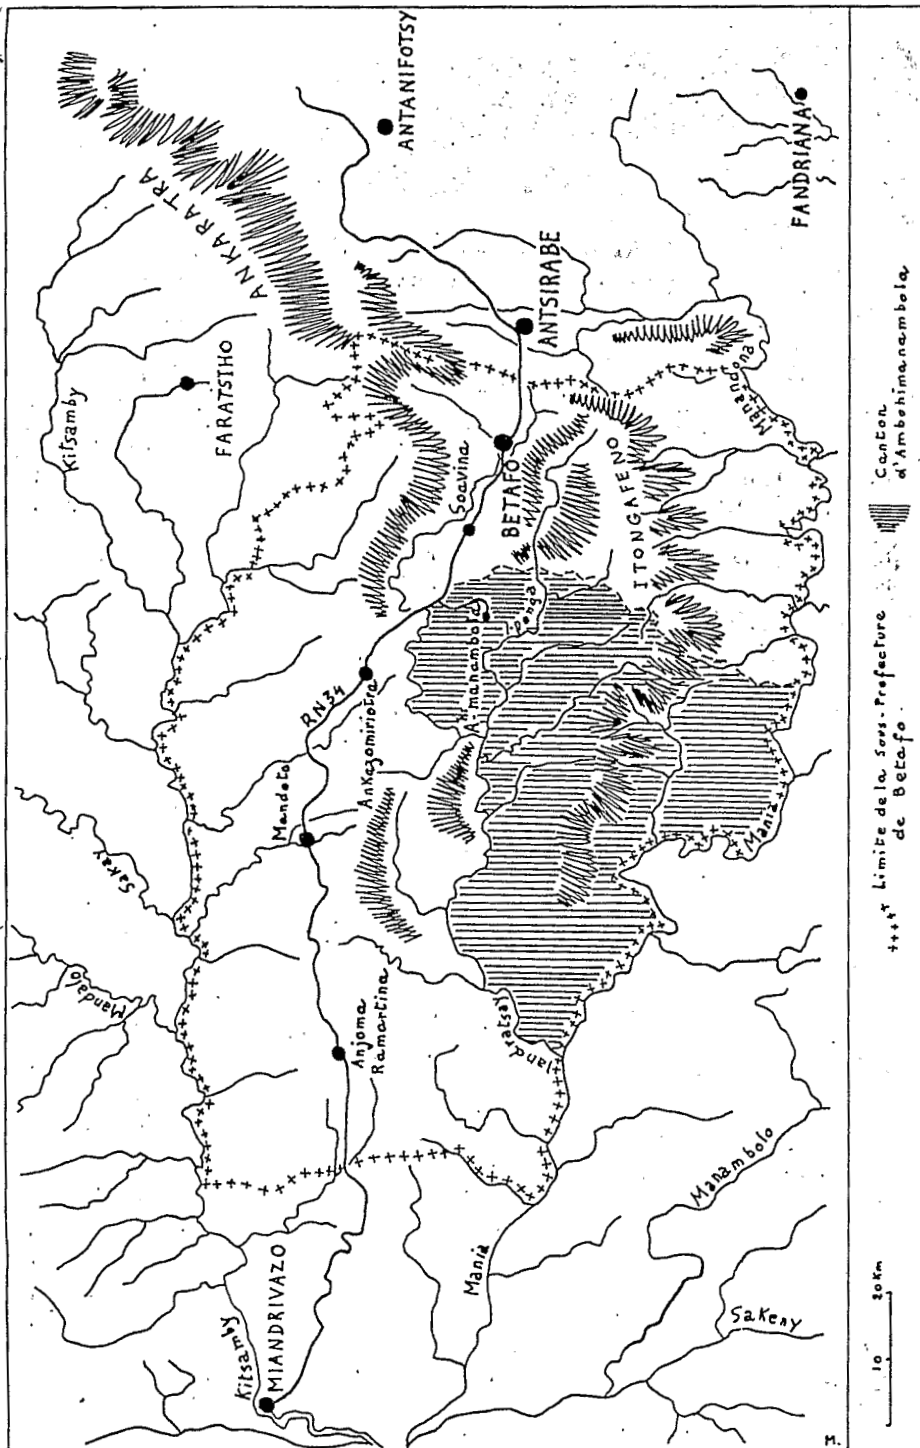 ANTANIFOTSY
ANKARATRA
FANDRIANA
ANTSIRABE
Kitsamby
FARATSIHO
Manandona
Soavina
BETAFO
ITONGAFENO
A-manambola
RN34
Ankazomiriotra
Mandoto
Mania
Sakay
Mandalo
Anjoma
Ramartina
Manambolo
Mania
Kitsamby
MIANDRIVAZO
Sakeny
M.
++++ Limite de la Sous-Préfecture
de Betafo.
Canton
d'Ambohimanambola
10
20 Km